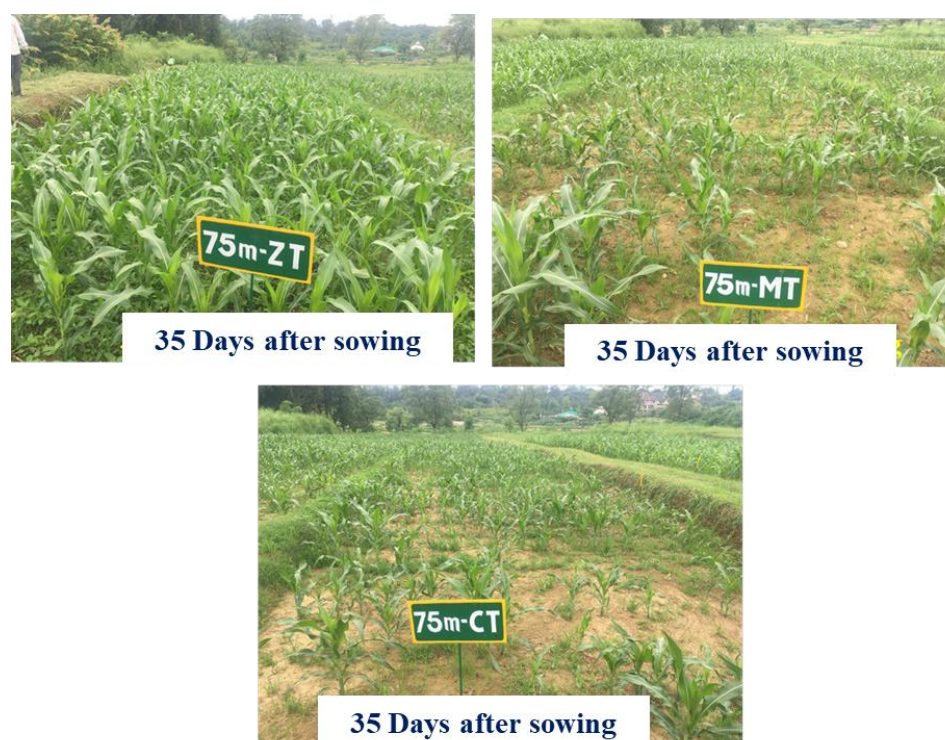 75m-ZT
35 Days after sowing
75m-MT
35 Days after sowing
75m-CT
35 Days after sowing